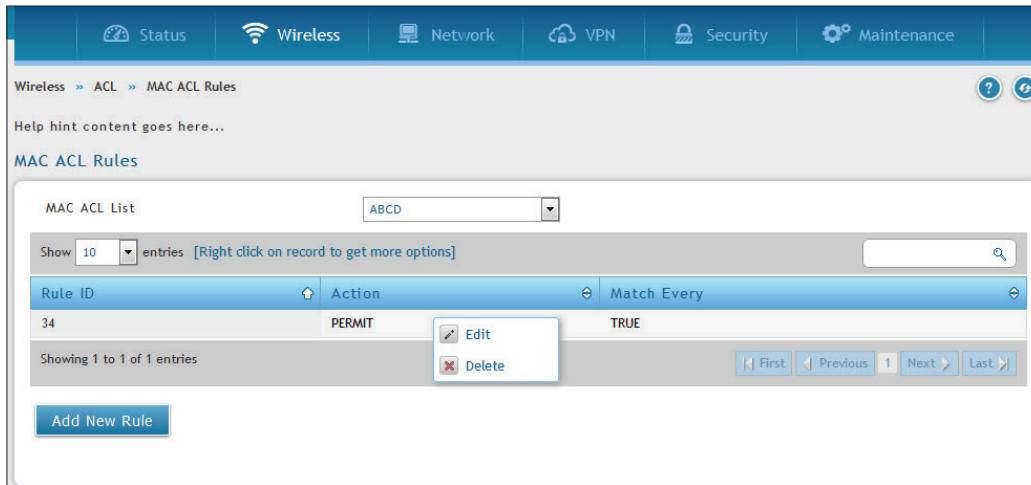 Status Wireless Network VPN Security Maintenance
Wireless » ACL » MAC ACL Rules
Help hint content goes here...
MAC ACL Rules
MAC ACL List ABCD
Show 10 entries [Right click on record to get more options]
Rule ID Action Match Every
34 PERMIT TRUE
Edit
Delete
Showing 1 to 1 of 1 entries First Previous 1 Next Last
Add New Rule